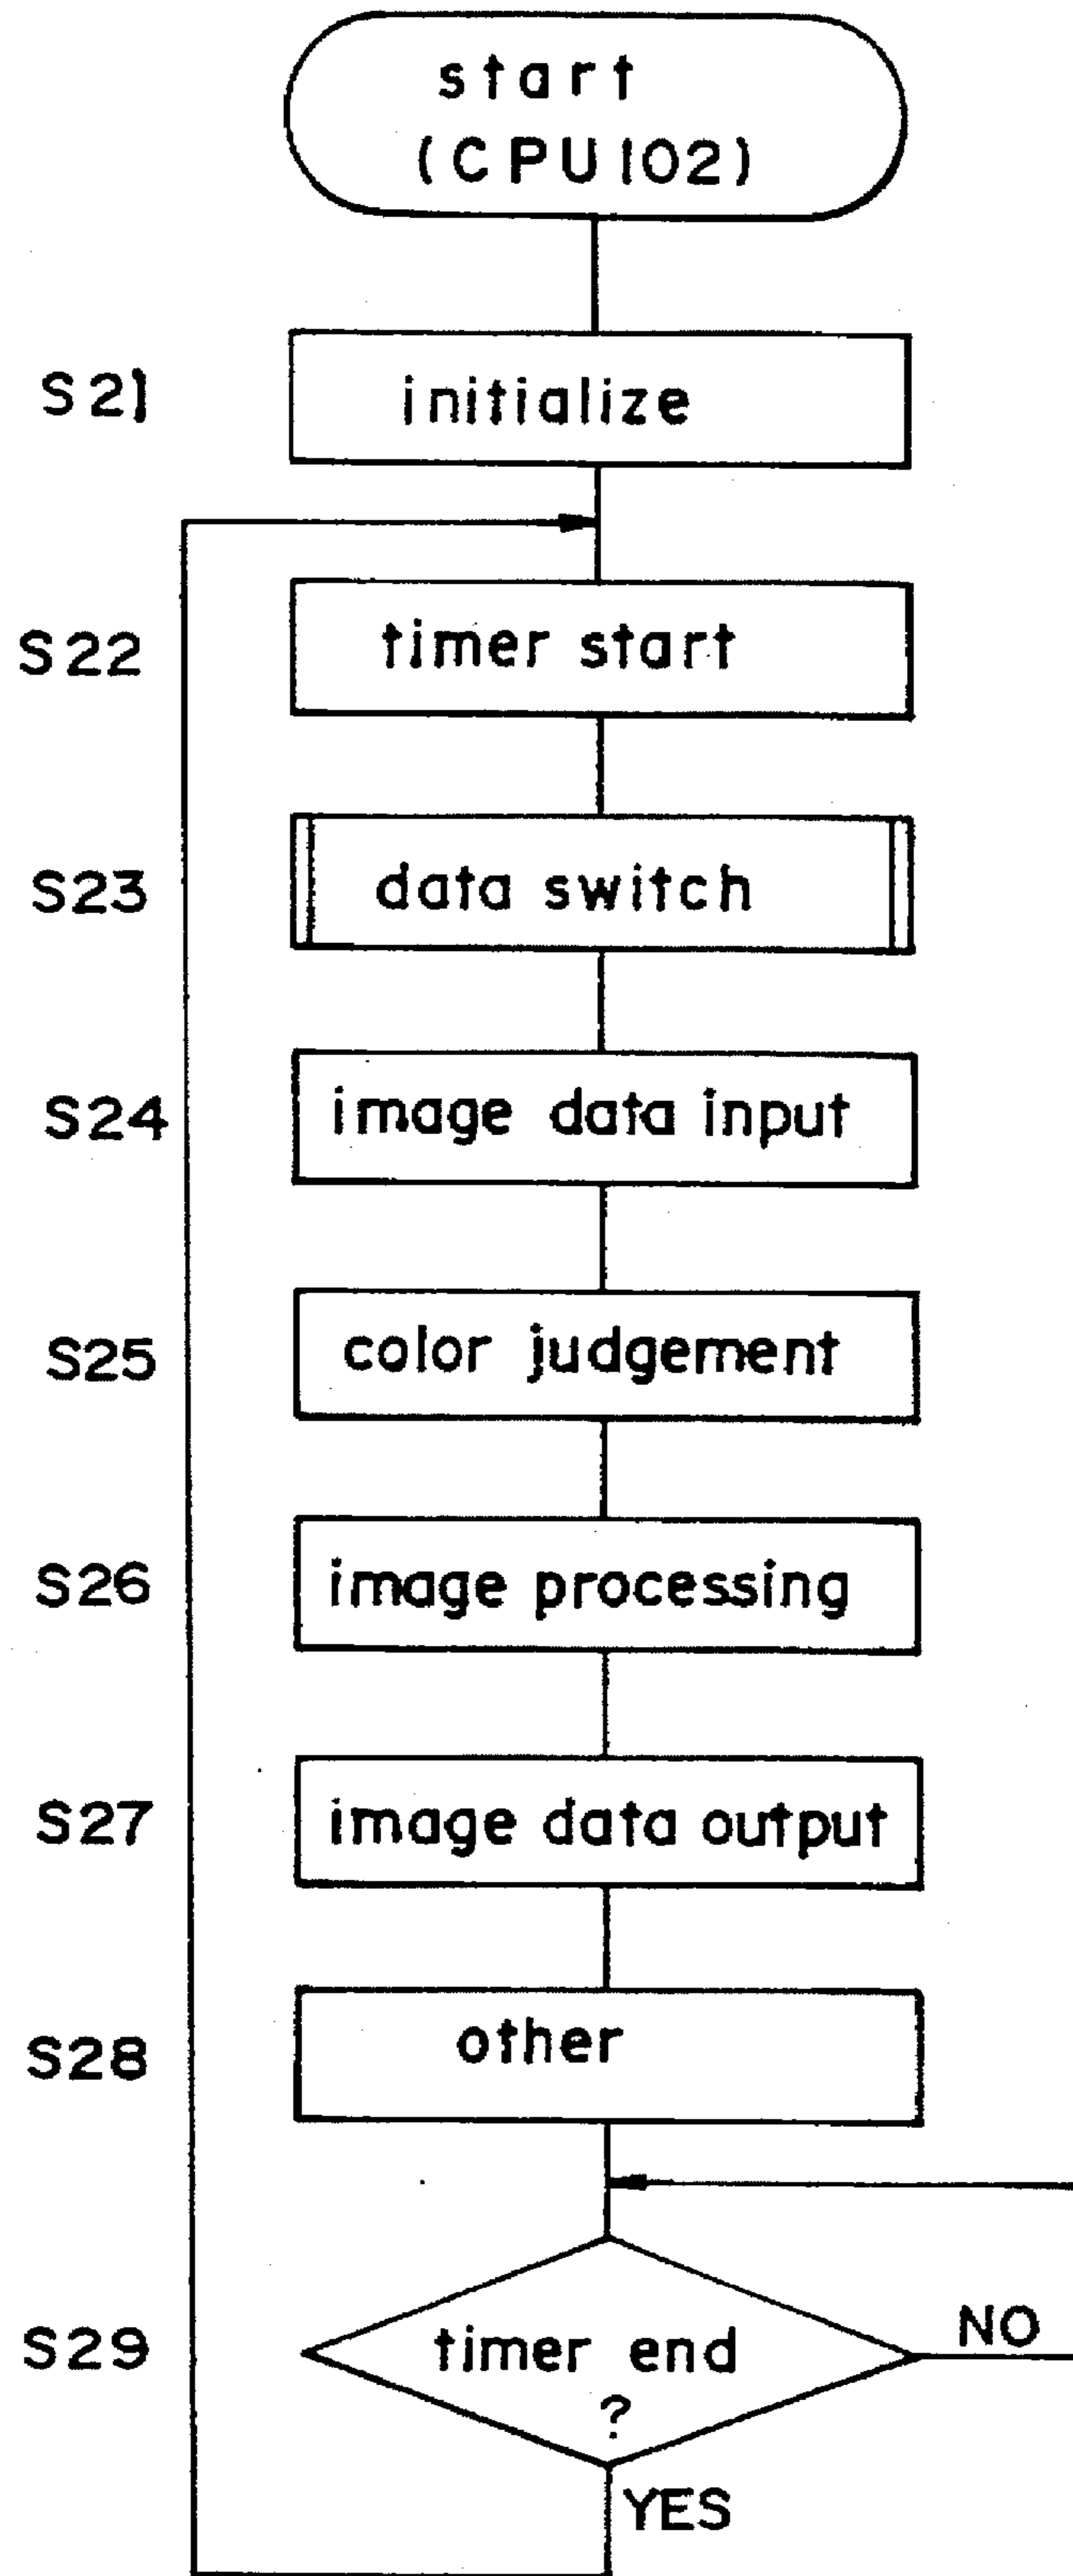 start
(CPU102)
S21
initialize
S22
timer start
S23
data switch
S24
image data input
S25
color judgement
S26
image processing
S27
image data output
S28
other
S29
timer end
?
NO
YES